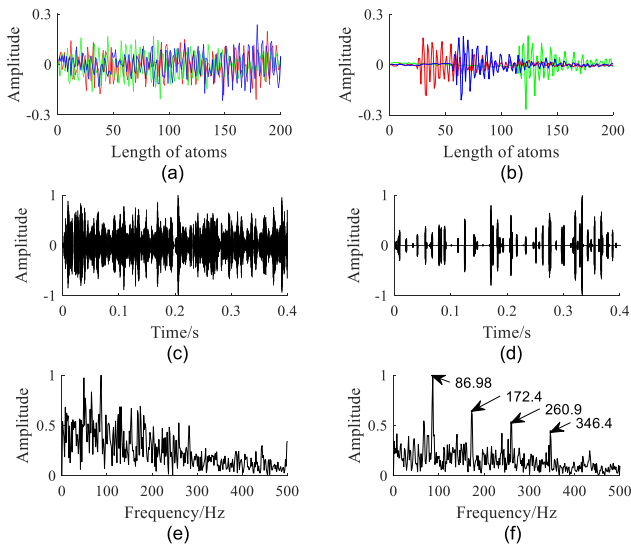 0.3
0
-0.3
Amplitude
0 50 100 150 200
Length of atoms
(a)
0.3
0
-0.3
Amplitude
0 50 100 150 200
Length of atoms
(b)
1
0
-1
Amplitude
0 0.1 0.2 0.3 0.4
Time/s
(c)
1
0
-1
Amplitude
0 0.1 0.2 0.3 0.4
Time/s
(d)
1
0.5
0
Amplitude
0 100 200 300 400 500
Frequency/Hz
(e)
1
0.5
0
Amplitude
86.98
172.4
260.9
346.4
0 100 200 300 400 500
Frequency/Hz
(f)